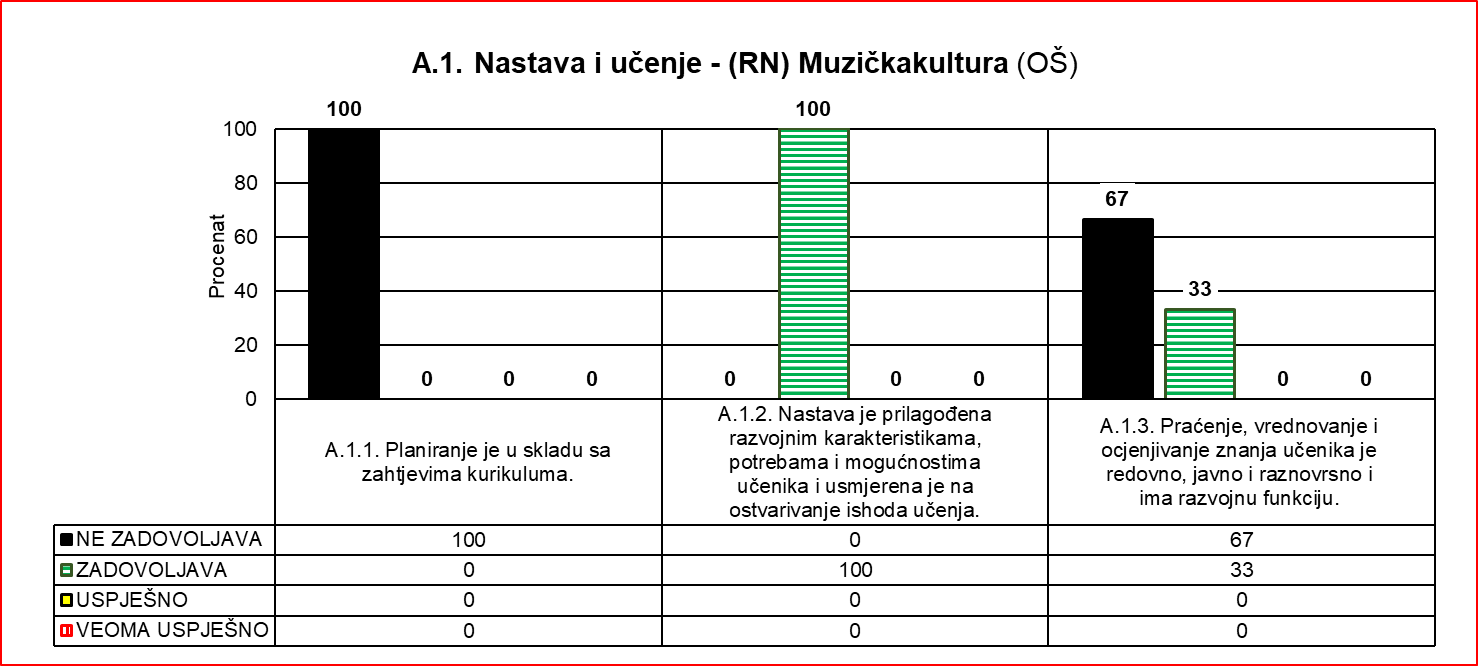 A.1. Nastava i učenje - (RN) Muzičkakultura (OŠ)
100 100
100
80
67
60
Procenat
40
33
20
0 0 0 0 0 0 0 0
0
A.1.1. Planiranje je u skladu sa
zahtjevima kurikuluma.
A.1.2. Nastava je prilagođena
razvojnim karakteristikama,
potrebama i mogućnostima
učenika i usmjerena je na
ostvarivanje ishoda učenja.
A.1.3. Praćenje, vrednovanje i
ocjenjivanje znanja učenika je
redovno, javno i raznovrsno i
ima razvojnu funkciju.
NE ZADOVOLJAVA 100 0 67
ZADOVOLJAVA 0 100 33
USPJEŠNO 0 0 0
VEOMA USPJEŠNO 0 0 0